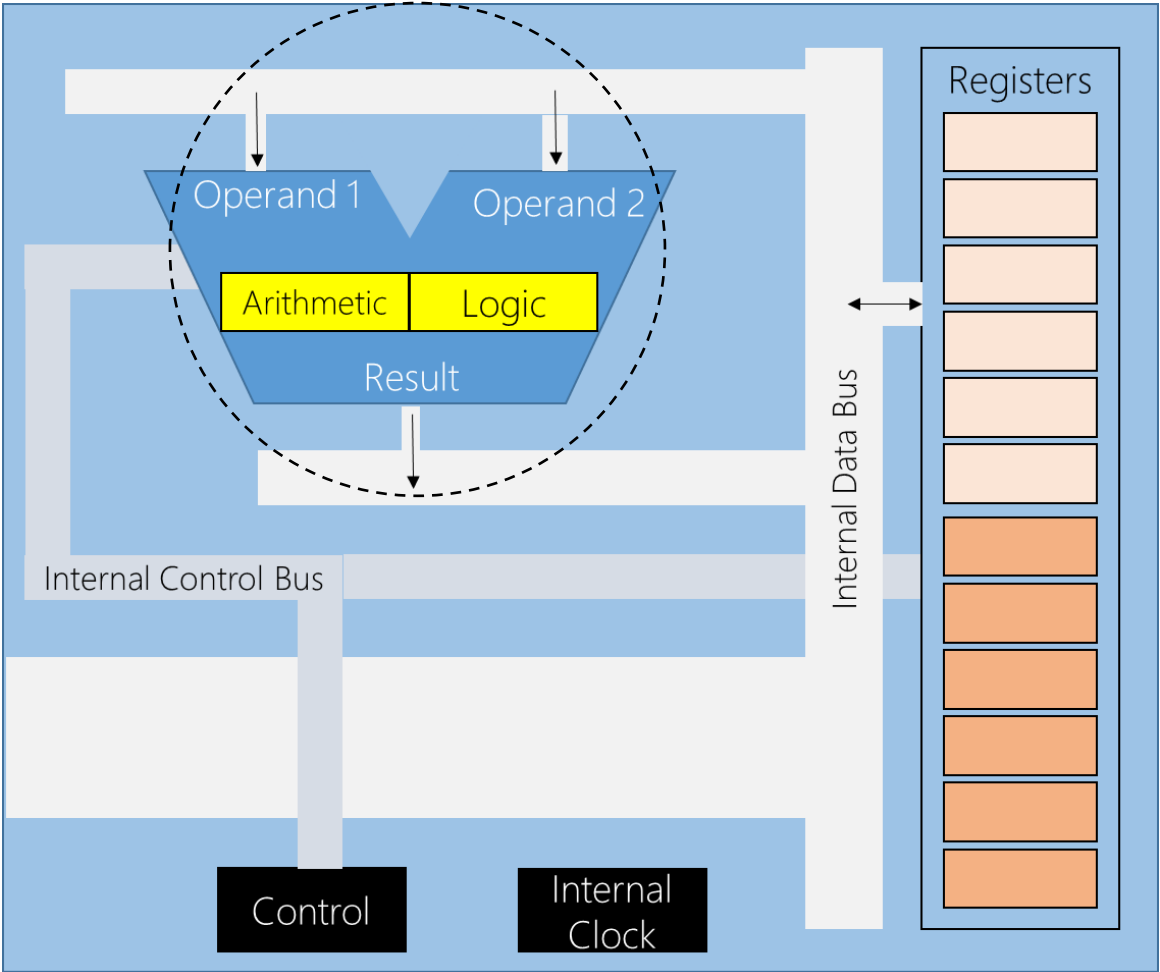 Registers
Operand 1
Operand 2
Arithmetic
Logic
Result
Internal Data Bus
Internal Control Bus
Control
Internal
Clock